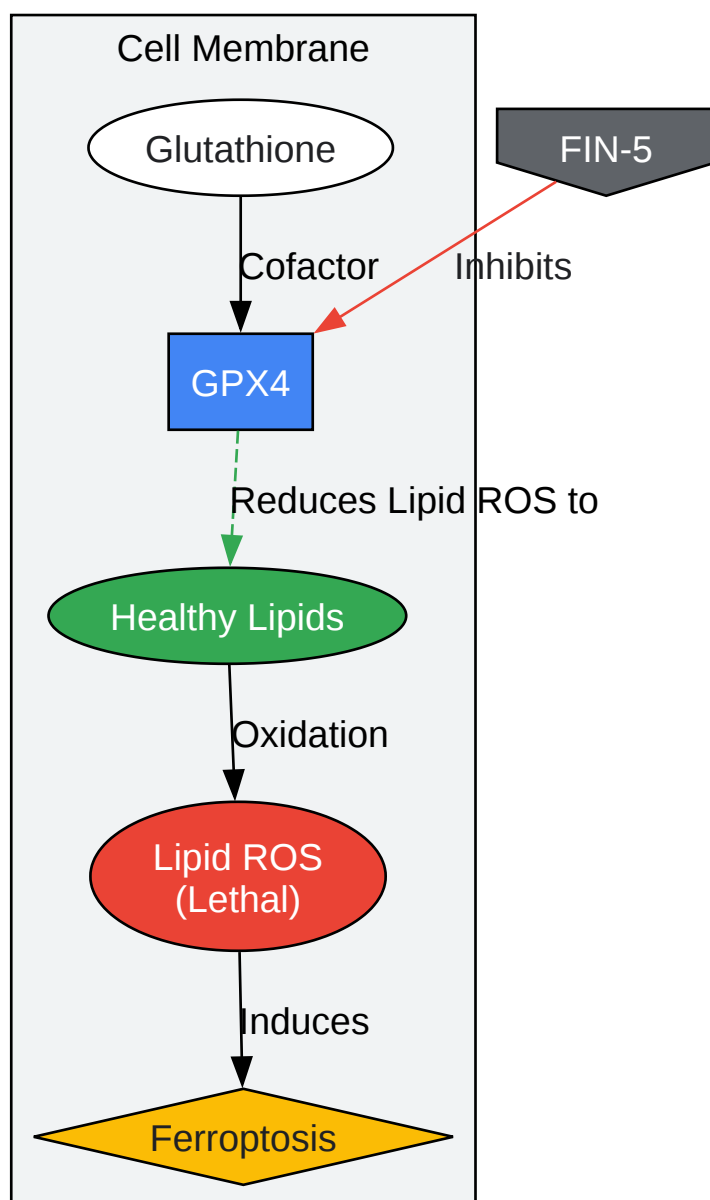 Cell Membrane
Glutathione
FIN-5
Cofactor
Inhibits
GPX4
Reduces Lipid ROS to
Healthy Lipids
Oxidation
Lipid ROS
(Lethal)
Induces
Ferroptosis